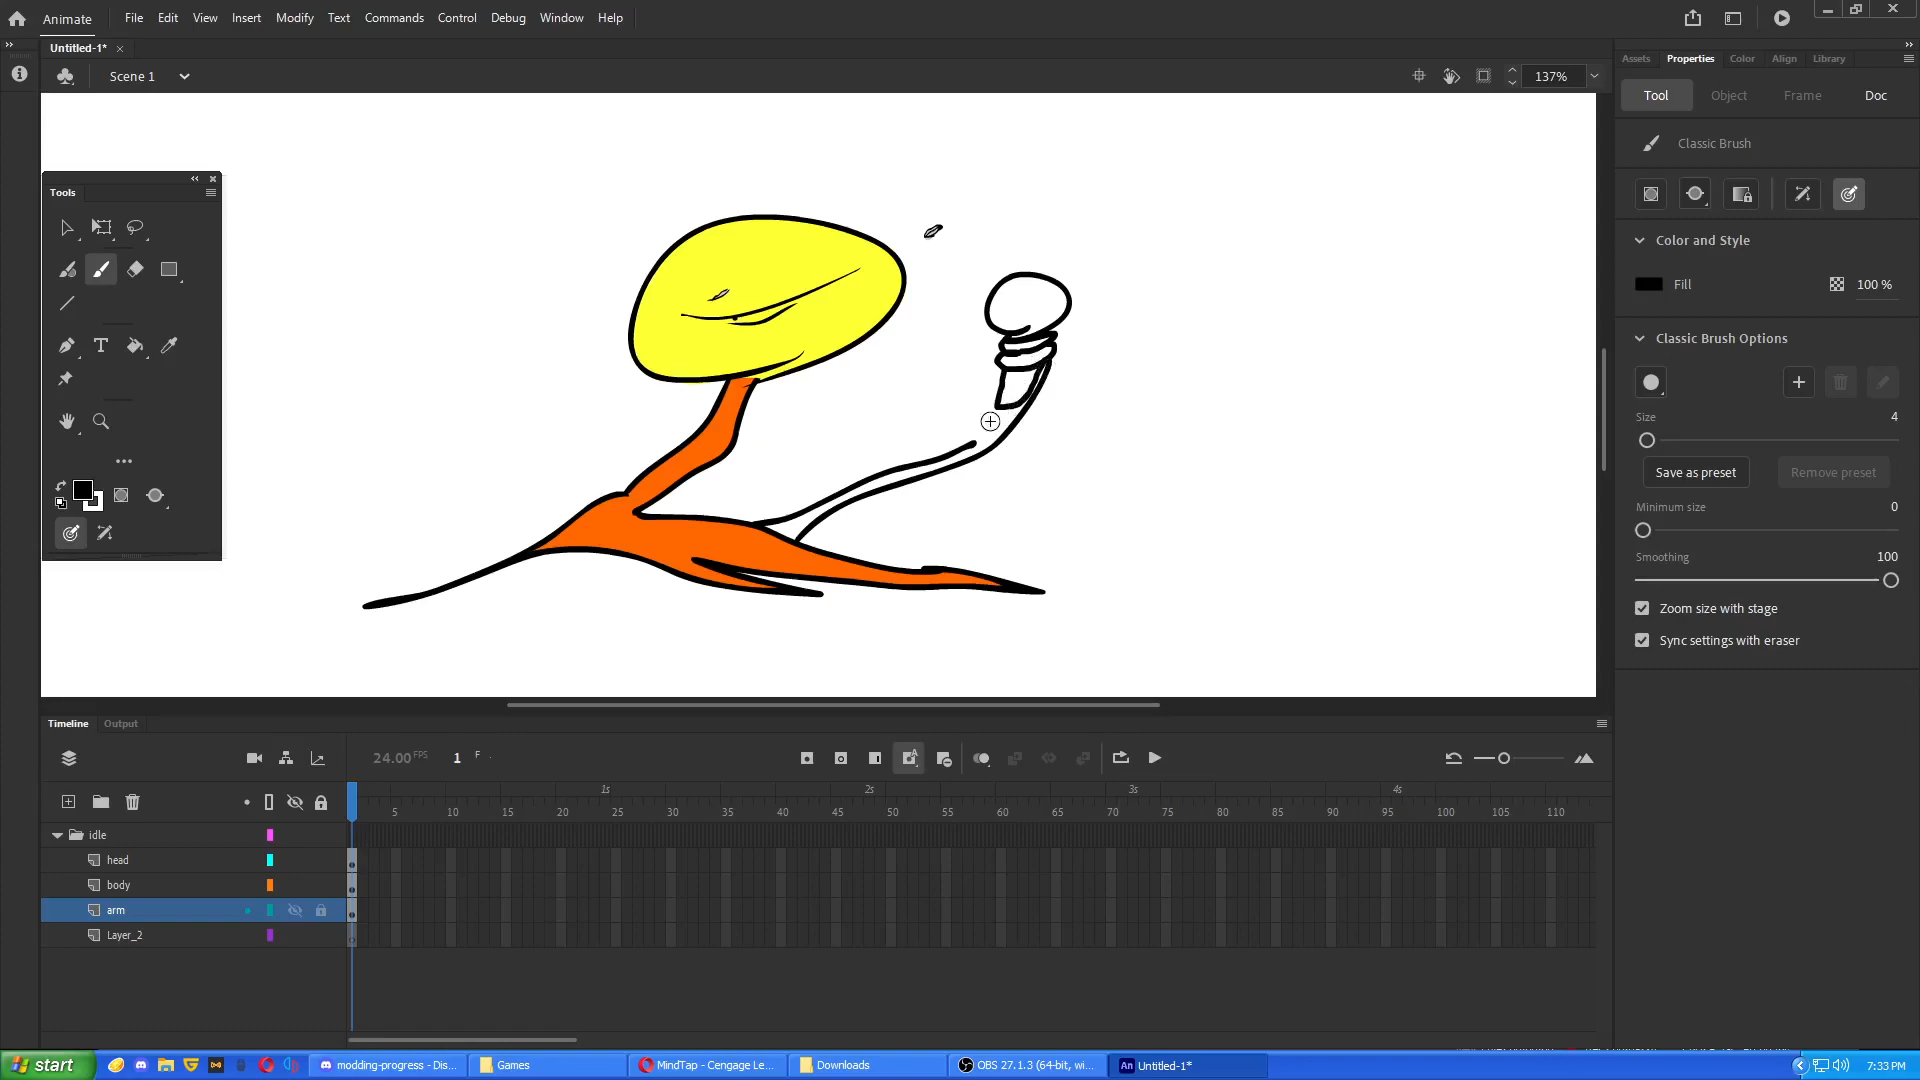 Animate File Edit View Insert Modify Text Commands Control Debug Window Help
Untitled-1*
Scene 1 137%
Assets Properties Color Align Library
Tool Object Frame Doc
Classic Brush
Tools
Color and Style
Fill 100 %
Classic Brush Options
Size 4
Save as preset Remove preset
Minimum size 0
Smoothing 100
Zoom size with stage
Sync settings with eraser
Timeline Output
24.00 FPS 1 F
1s 2s 3s 4s
5 10 15 20 25 30 35 40 45 50 55 60 65 70 75 80 85 90 95 100 105 110
idle
head
body
arm
Layer_2
start modding-progress - Dis... Games MindTap - Cengage Le... Downloads OBS 27.1.3 (64-bit, wi... An Untitled-1* 7:33 PM